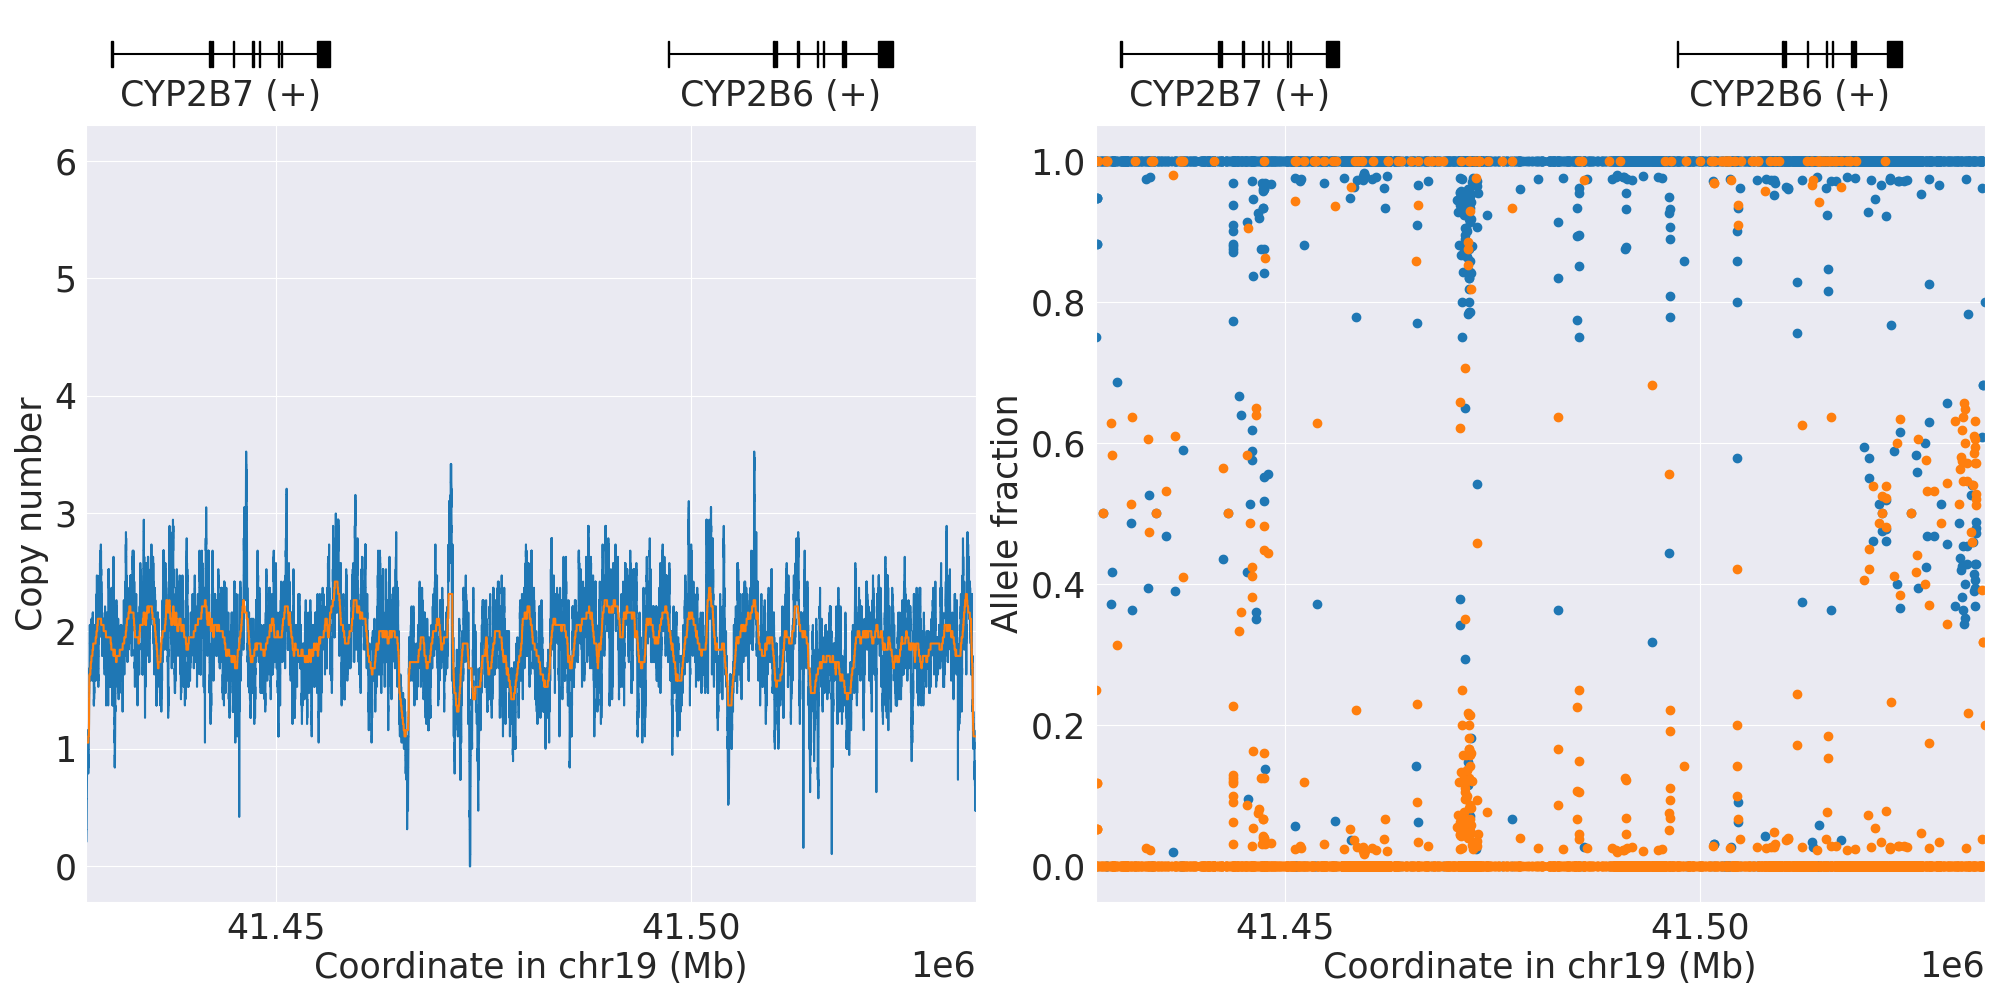 CYP2B7 (+)
CYP2B6 (+)
6
5
4
3
2
1
0
Copy number
41.45
41.50
Coordinate in chr19 (Mb)
1e6
CYP2B7 (+)
CYP2B6 (+)
1.0
0.8
0.6
0.4
0.2
0.0
Allele fraction
41.45
41.50
Coordinate in chr19 (Mb)
1e6